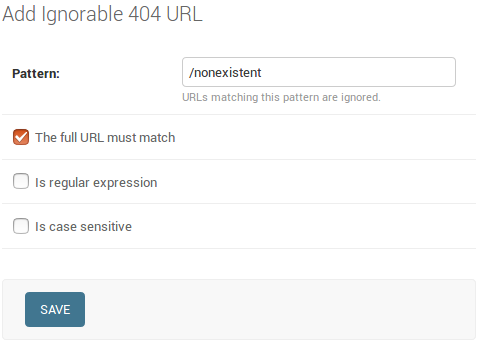 Add Ignorable 404 URL
Pattern:
/nonexistent
URLs matching this pattern are ignored.
The full URL must match
Is regular expression
Is case sensitive
SAVE